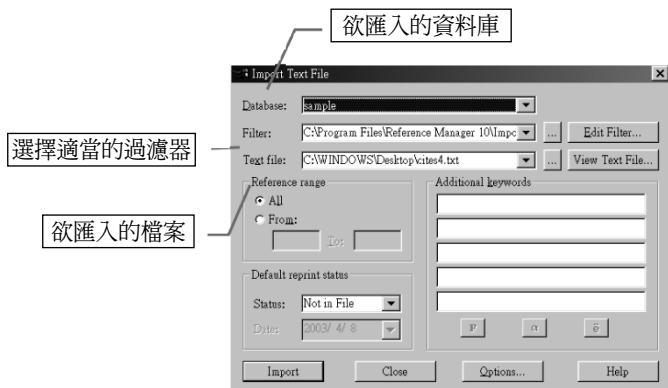 欲匯入的資料庫
Import Text File
Database: sample
選擇適當的過濾器
Filter: C:\Program Files\Reference Manager 10\Impc ... Edit Filter...
Text file: C:\WINDOWS\Desktop\cites4.txt ... View Text File...
欲匯入的檔案
Reference range
All
From:
To:
Additional keywords
Default reprint status
Status: Not in File
Date: 2003/ 4/ 8
F α ë
Import Close Options... Help